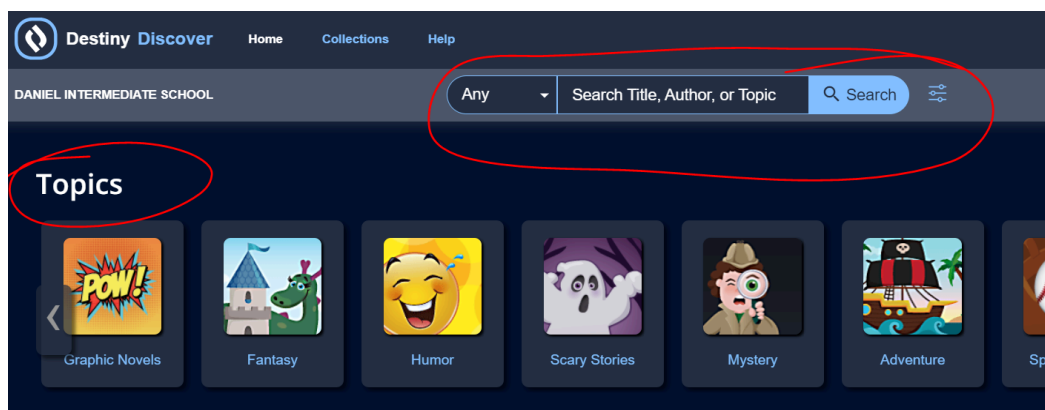 Destiny Discover Home Collections Help
DANIEL INTERMEDIATE SCHOOL Any Search Title, Author, or Topic Search
Topics
POW!
Graphic Novels Fantasy Humor Scary Stories Mystery Adventure Sp